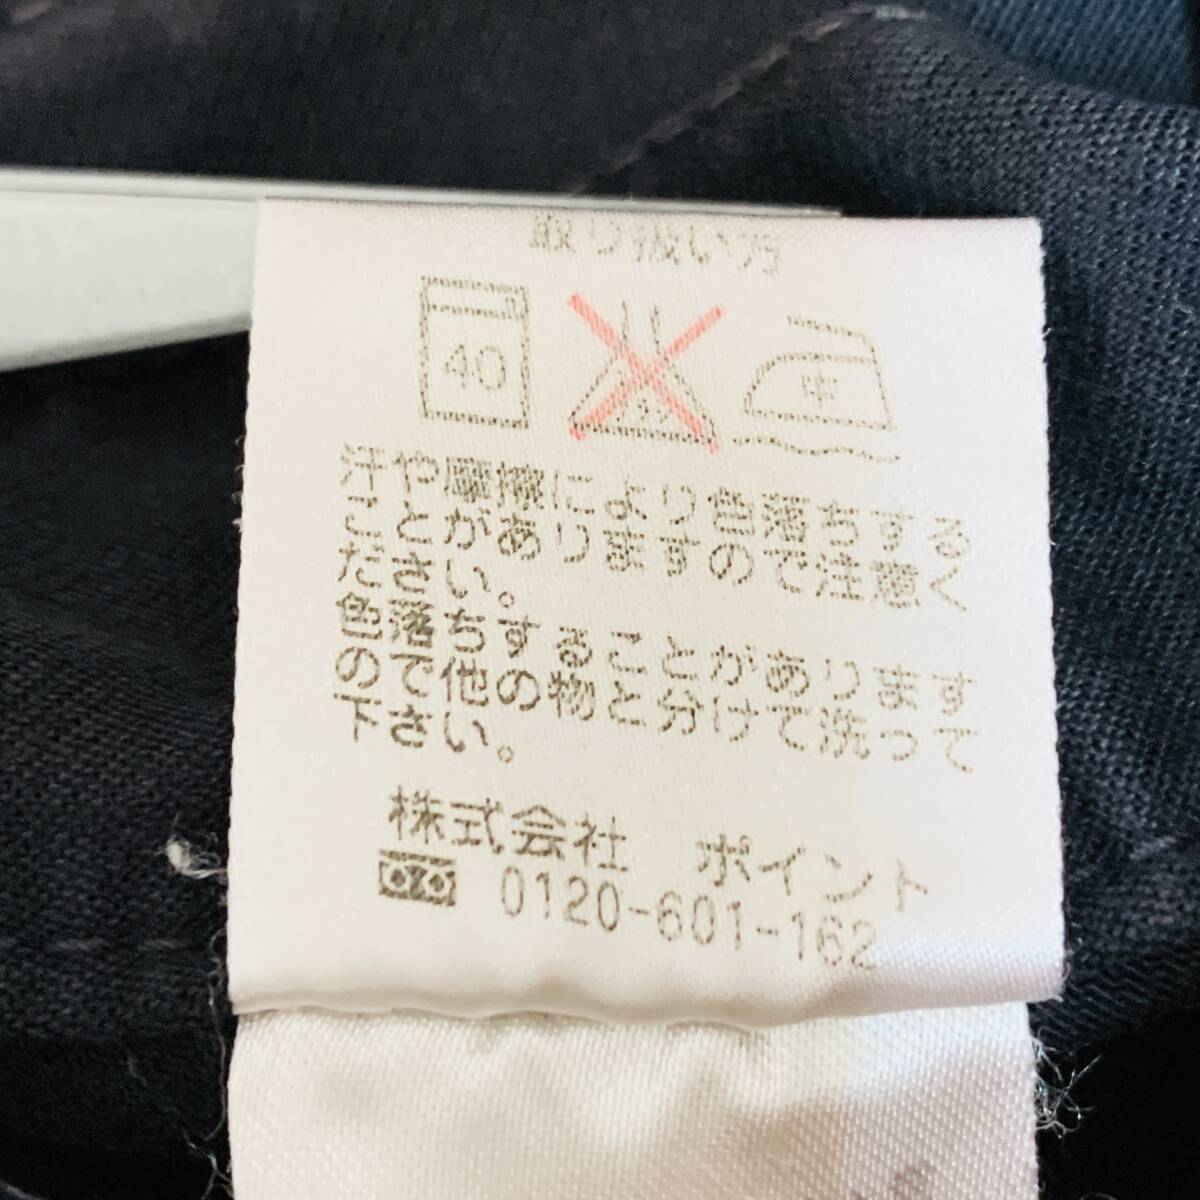 取り扱い方
40
中
汗や摩擦により色落ちする
ことがありますので注意く
ださい。
色落ちすることがあります
ので他の物と分けて洗って
下さい。
株式会社 ポイント
0120-601-162